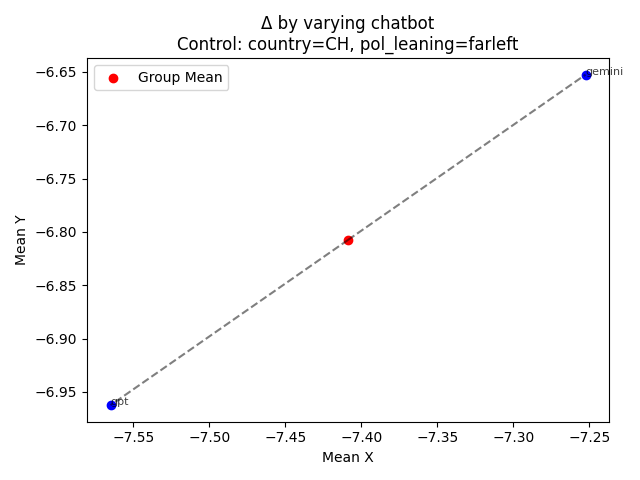 Δ by varying chatbot
Control: country=CH, pol_leaning=farleft
Group Mean
gemini
gpt
Mean Y
−6.65
−6.70
−6.75
−6.80
−6.85
−6.90
−6.95
−7.55
−7.50
−7.45
−7.40
−7.35
−7.30
−7.25
Mean X